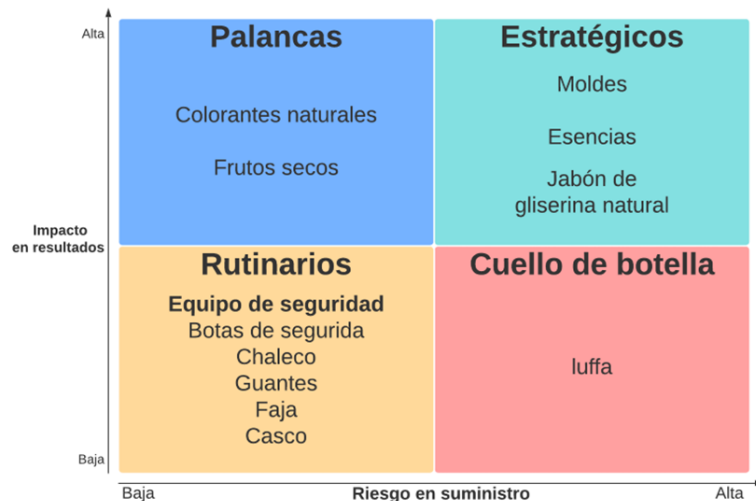 Alta
Palancas
Colorantes naturales
Frutos secos
Estratégicos
Moldes
Esencias
Jabón de
gliserina natural
Impacto
en resultados
Rutinarios
Equipo de seguridad
Botas de segurida
Chaleco
Guantes
Faja
Casco
Cuello de botella
luffa
Baja
Baja
Riesgo en suministro
Alta